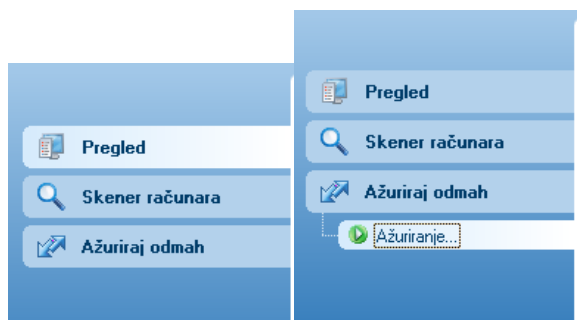 Pregled
Skener računara
Ažuriraj odmah
Pregled
Skener računara
Ažuriraj odmah
Ažuriranje...